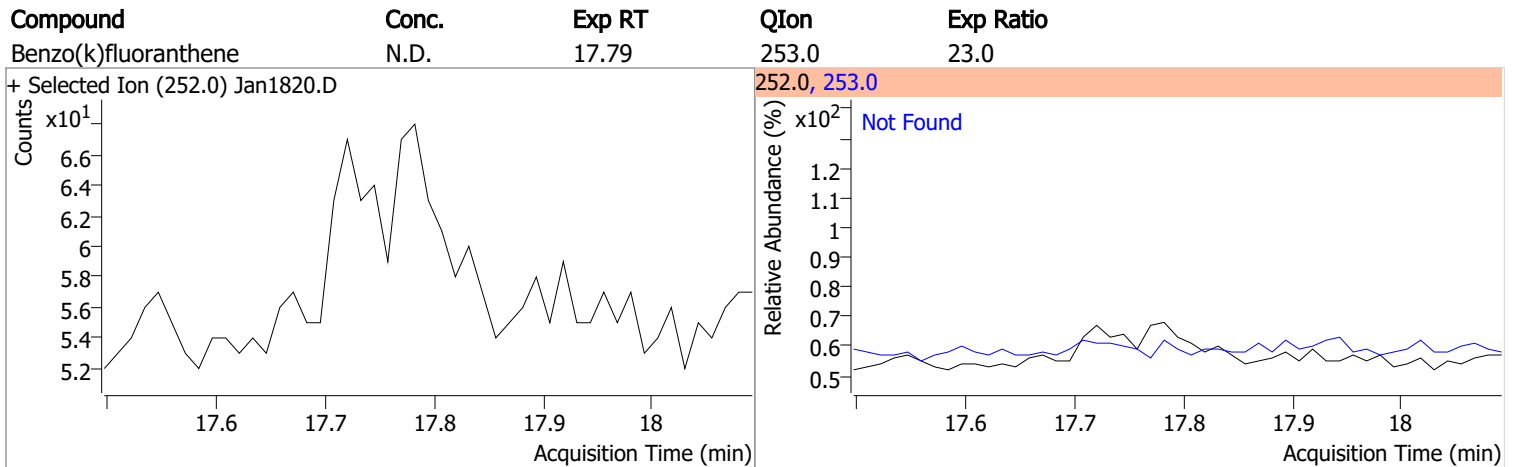 Compound Conc. Exp RT QIon Exp Ratio
Benzo(k)fluoranthene N.D. 17.79 253.0 23.0
+ Selected Ion (252.0) Jan1820.D
Counts
x10¹
6.6
6.4
6.2
6
5.8
5.6
5.4
5.2
17.6 17.7 17.8 17.9 18
Acquisition Time (min)
252.0, 253.0
Relative Abundance (%)
x10²
Not Found
1.2
1.1
1
0.9
0.8
0.7
0.6
0.5
17.6 17.7 17.8 17.9 18
Acquisition Time (min)